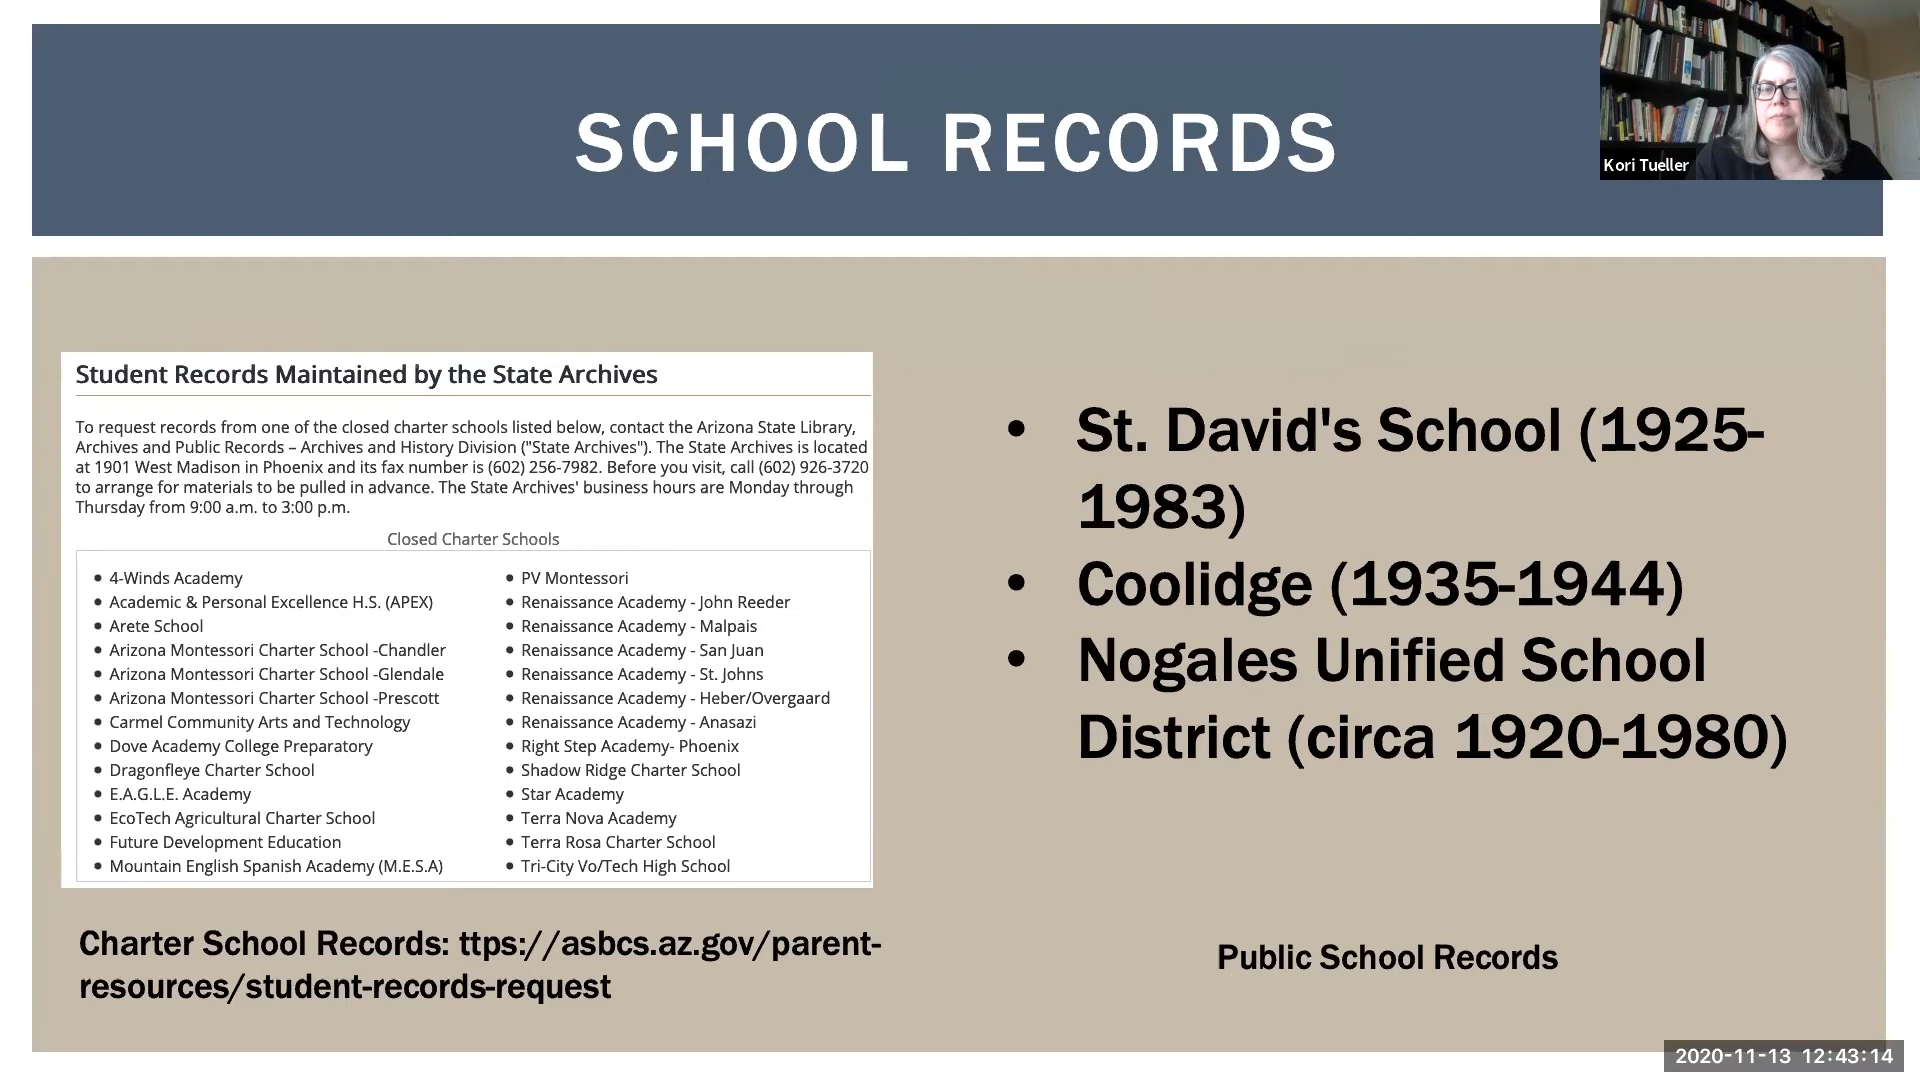 SCHOOL RECORDS
Kori Tueller
Student Records Maintained by the State Archives
To request records from one of the closed charter schools listed below, contact the Arizona State Library,
Archives and Public Records – Archives and History Division ("State Archives"). The State Archives is located
at 1901 West Madison in Phoenix and its fax number is (602) 256-7982. Before you visit, call (602) 926-3720
to arrange for materials to be pulled in advance. The State Archives' business hours are Monday through
Thursday from 9:00 a.m. to 3:00 p.m.
Closed Charter Schools
• 4-Winds Academy
• Academic & Personal Excellence H.S. (APEX)
• Arete School
• Arizona Montessori Charter School -Chandler
• Arizona Montessori Charter School -Glendale
• Arizona Montessori Charter School -Prescott
• Carmel Community Arts and Technology
• Dove Academy College Preparatory
• Dragonfleye Charter School
• E.A.G.L.E. Academy
• EcoTech Agricultural Charter School
• Future Development Education
• Mountain English Spanish Academy (M.E.S.A)
• PV Montessori
• Renaissance Academy - John Reeder
• Renaissance Academy - Malpais
• Renaissance Academy - San Juan
• Renaissance Academy - St. Johns
• Renaissance Academy - Heber/Overgaard
• Renaissance Academy - Anasazi
• Right Step Academy- Phoenix
• Shadow Ridge Charter School
• Star Academy
• Terra Nova Academy
• Terra Rosa Charter School
• Tri-City Vo/Tech High School
Charter School Records: ttps://asbcs.az.gov/parent-
resources/student-records-request
• St. David's School (1925-
1983)
• Coolidge (1935-1944)
• Nogales Unified School
District (circa 1920-1980)
Public School Records
2020-11-13 12:43:14